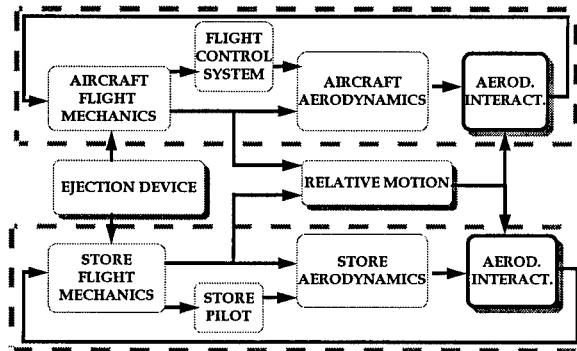 FLIGHT
CONTROL
SYSTEM
AIRCRAFT
FLIGHT
MECHANICS
AIRCRAFT
AERODYNAMICS
AEROD.
INTERACT.
EJECTION DEVICE
RELATIVE MOTION
STORE
FLIGHT
MECHANICS
STORE
PILOT
STORE
AERODYNAMICS
AEROD.
INTERACT.